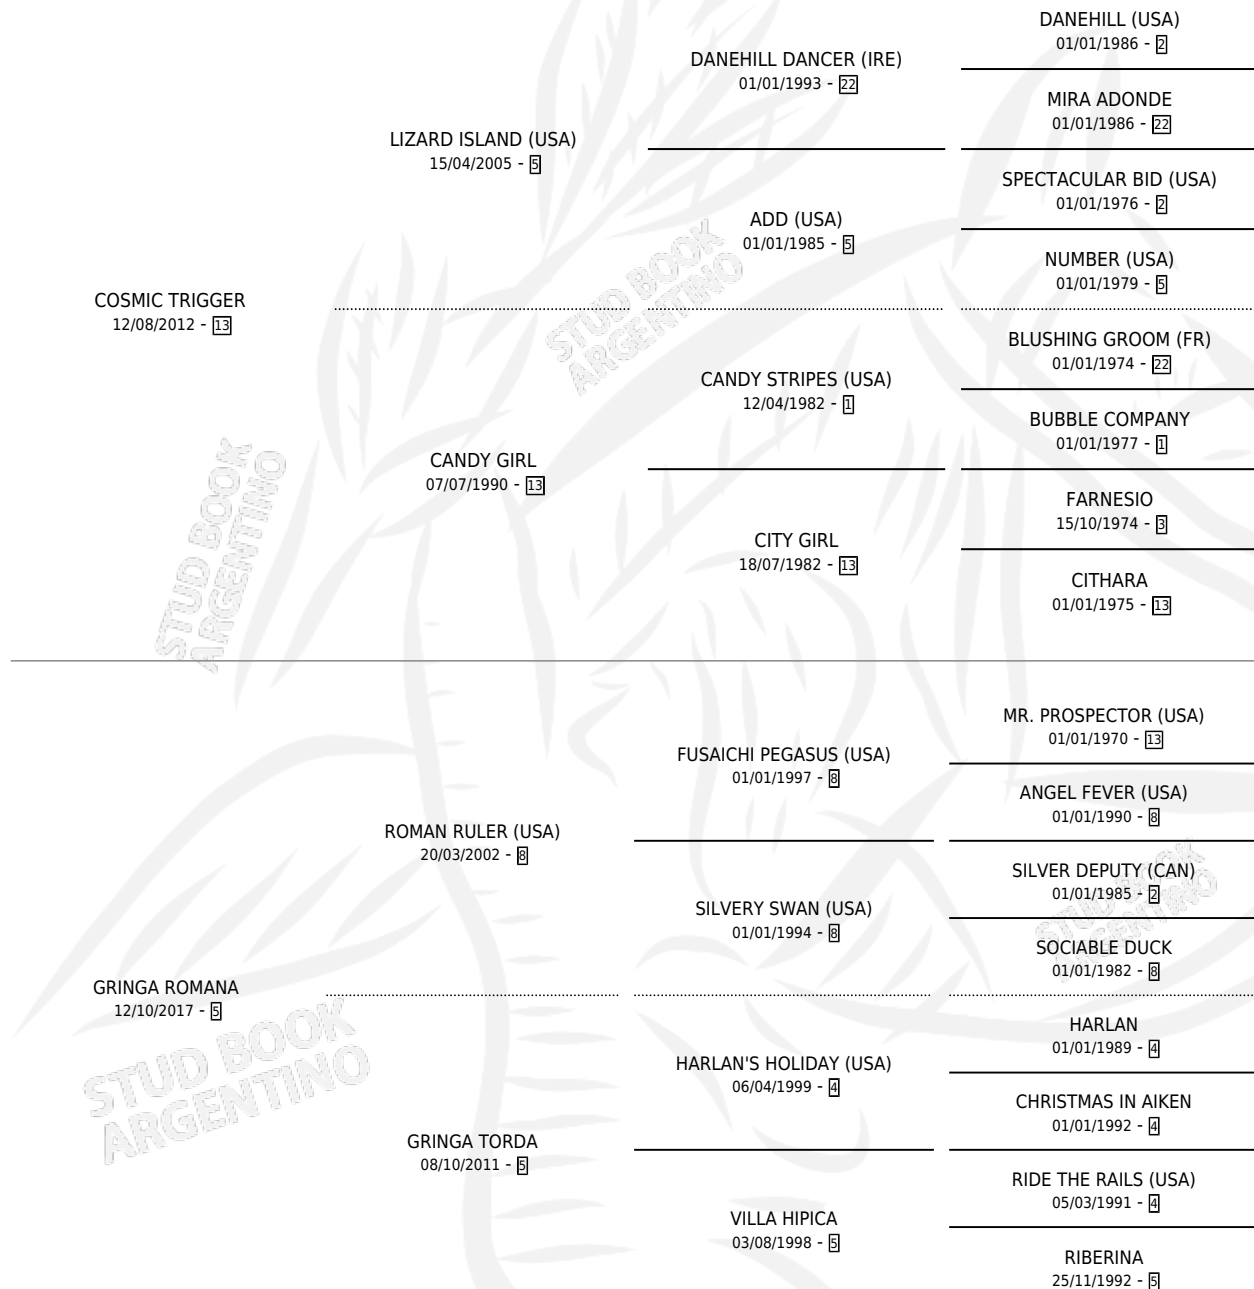 DANEHILL (USA)
01/01/1986 - 2
DANEHILL DANCER (IRE)
01/01/1993 - 22
MIRA ADONDE
01/01/1986 - 22
LIZARD ISLAND (USA)
15/04/2005 - 5
SPECTACULAR BID (USA)
01/01/1976 - 2
ADD (USA)
01/01/1985 - 5
NUMBER (USA)
01/01/1979 - 5
COSMIC TRIGGER
12/08/2012 - 13
STUD BOOK
ARGENTINO
BLUSHING GROOM (FR)
01/01/1974 - 22
CANDY STRIPES (USA)
12/04/1982 - 1
BUBBLE COMPANY
01/01/1977 - 1
CANDY GIRL
07/07/1990 - 13
FARNESIO
15/10/1974 - 3
CITY GIRL
18/07/1982 - 13
CITHARA
01/01/1975 - 13
STUD BOOK
ARGENTINO
MR. PROSPECTOR (USA)
01/01/1970 - 13
FUSAICHI PEGASUS (USA)
01/01/1997 - 8
ANGEL FEVER (USA)
01/01/1990 - 8
ROMAN RULER (USA)
20/03/2002 - 8
SILVER DEPUTY (CAN)
01/01/1985 - 2
SILVERY SWAN (USA)
01/01/1994 - 8
STUD BOOK
ARGENTINO
SOCIABLE DUCK
01/01/1982 - 8
GRINGA ROMANA
12/10/2017 - 5
STUD BOOK
ARGENTINO
HARLAN
01/01/1989 - 4
HARLAN'S HOLIDAY (USA)
06/04/1999 - 4
CHRISTMAS IN AIKEN
01/01/1992 - 4
GRINGA TORDA
08/10/2011 - 5
RIDE THE RAILS (USA)
05/03/1991 - 4
VILLA HIPICA
03/08/1998 - 5
RIBERINA
25/11/1992 - 5